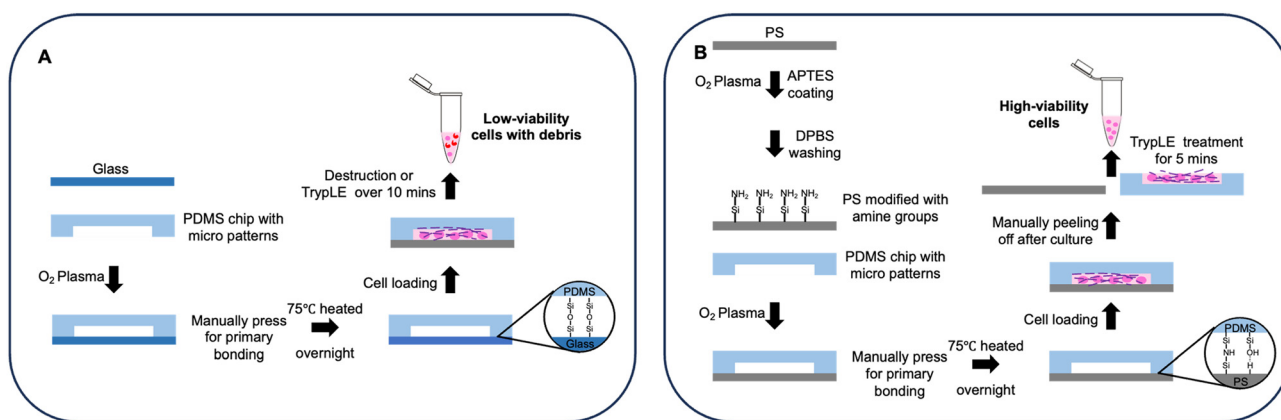 A
Glass
PDMS chip with
micro patterns
O2 Plasma
Manually press
for primary
bonding
75℃ heated
overnight
PDMS
Si Si
O O
Si Si
Glass
Cell loading
Destruction or
TrypLE over 10 mins
Low-viability
cells with debris
B
PS
O2 Plasma
APTES
coating
DPBS
washing
NH2 NH2 NH2 NH2
Si Si Si Si
PS modified with
amine groups
PDMS chip with
micro patterns
O2 Plasma
Manually press
for primary
bonding
75℃ heated
overnight
PDMS
Si Si
NH OH
Si H
PS
Cell loading
Manually peeling
off after culture
TrypLE treatment
for 5 mins
High-viability
cells